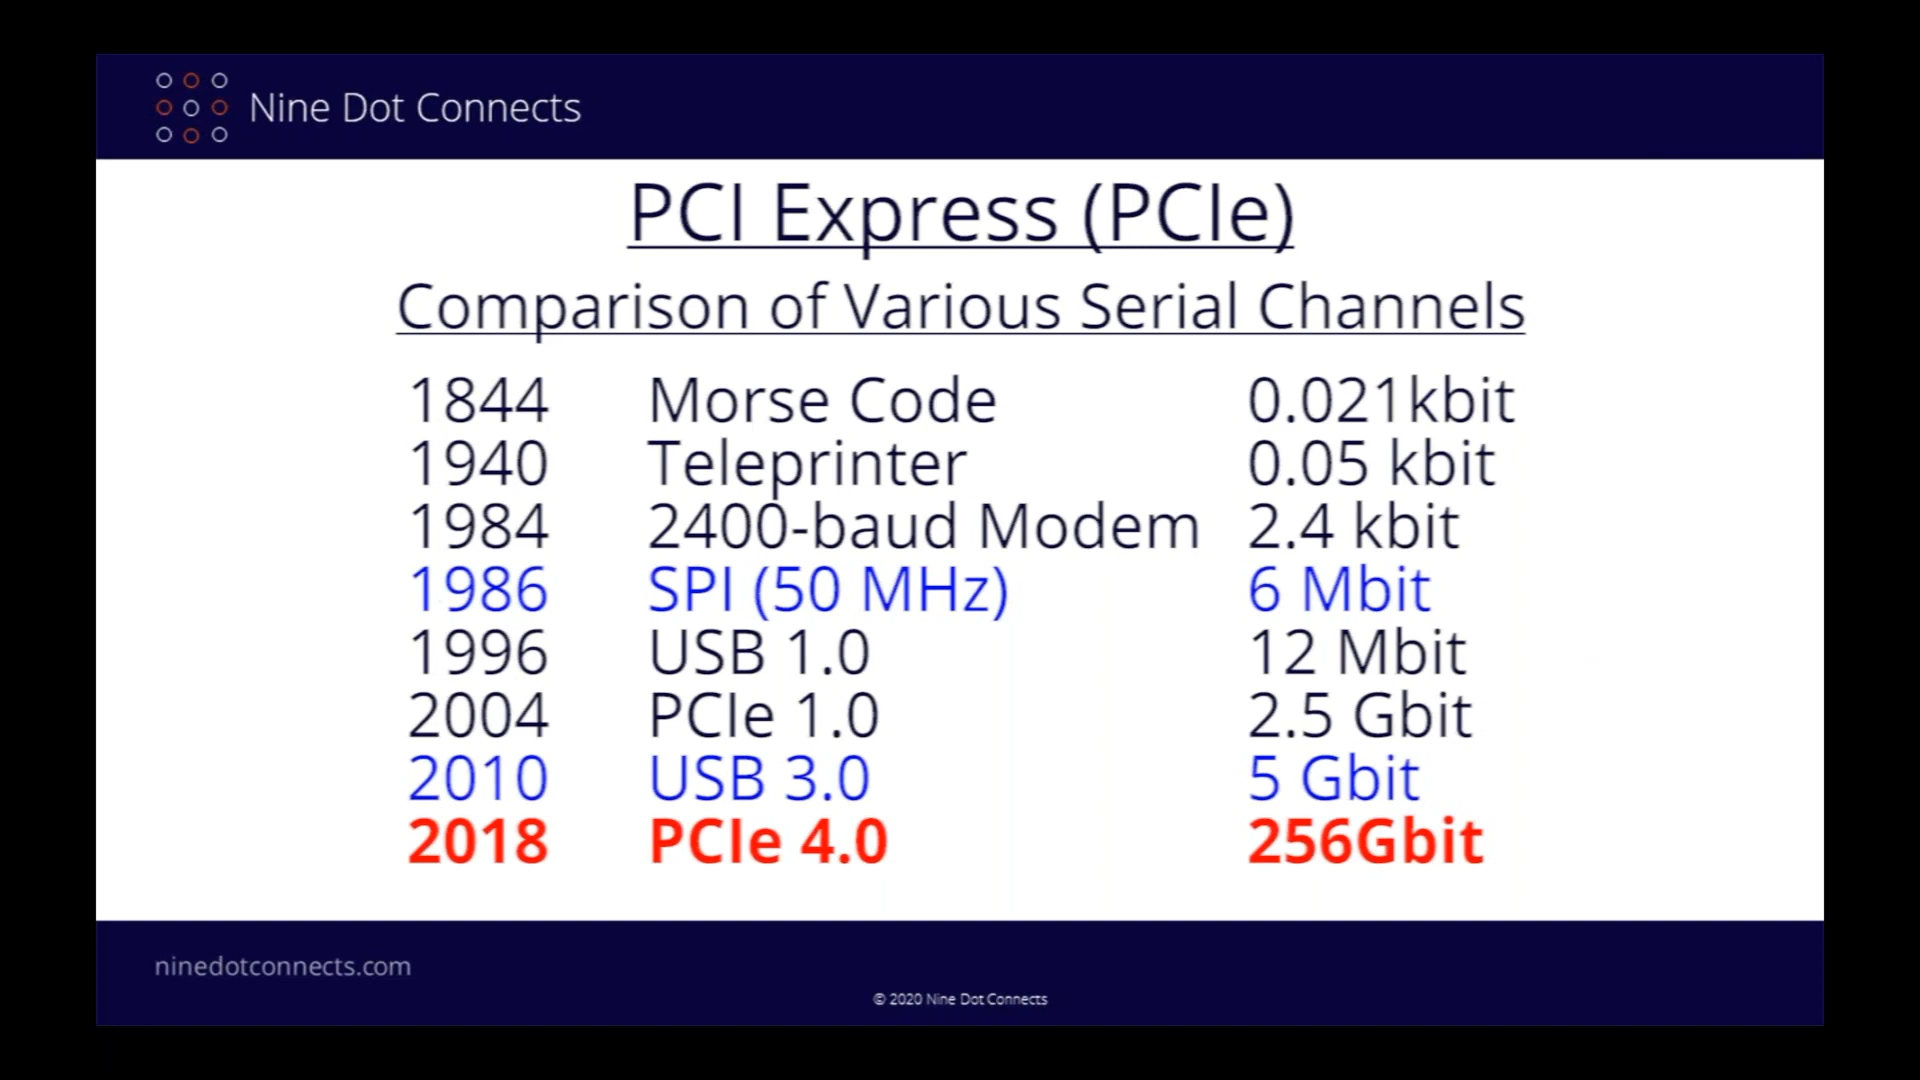 Nine Dot Connects
PCI Express (PCIe)
Comparison of Various Serial Channels
1844 Morse Code 0.021kbit
1940 Teleprinter 0.05 kbit
1984 2400-baud Modem 2.4 kbit
1986 SPI (50 MHz) 6 Mbit
1996 USB 1.0 12 Mbit
2004 PCIe 1.0 2.5 Gbit
2010 USB 3.0 5 Gbit
2018 PCIe 4.0 256Gbit
ninedotconnects.com
© 2020 Nine Dot Connects